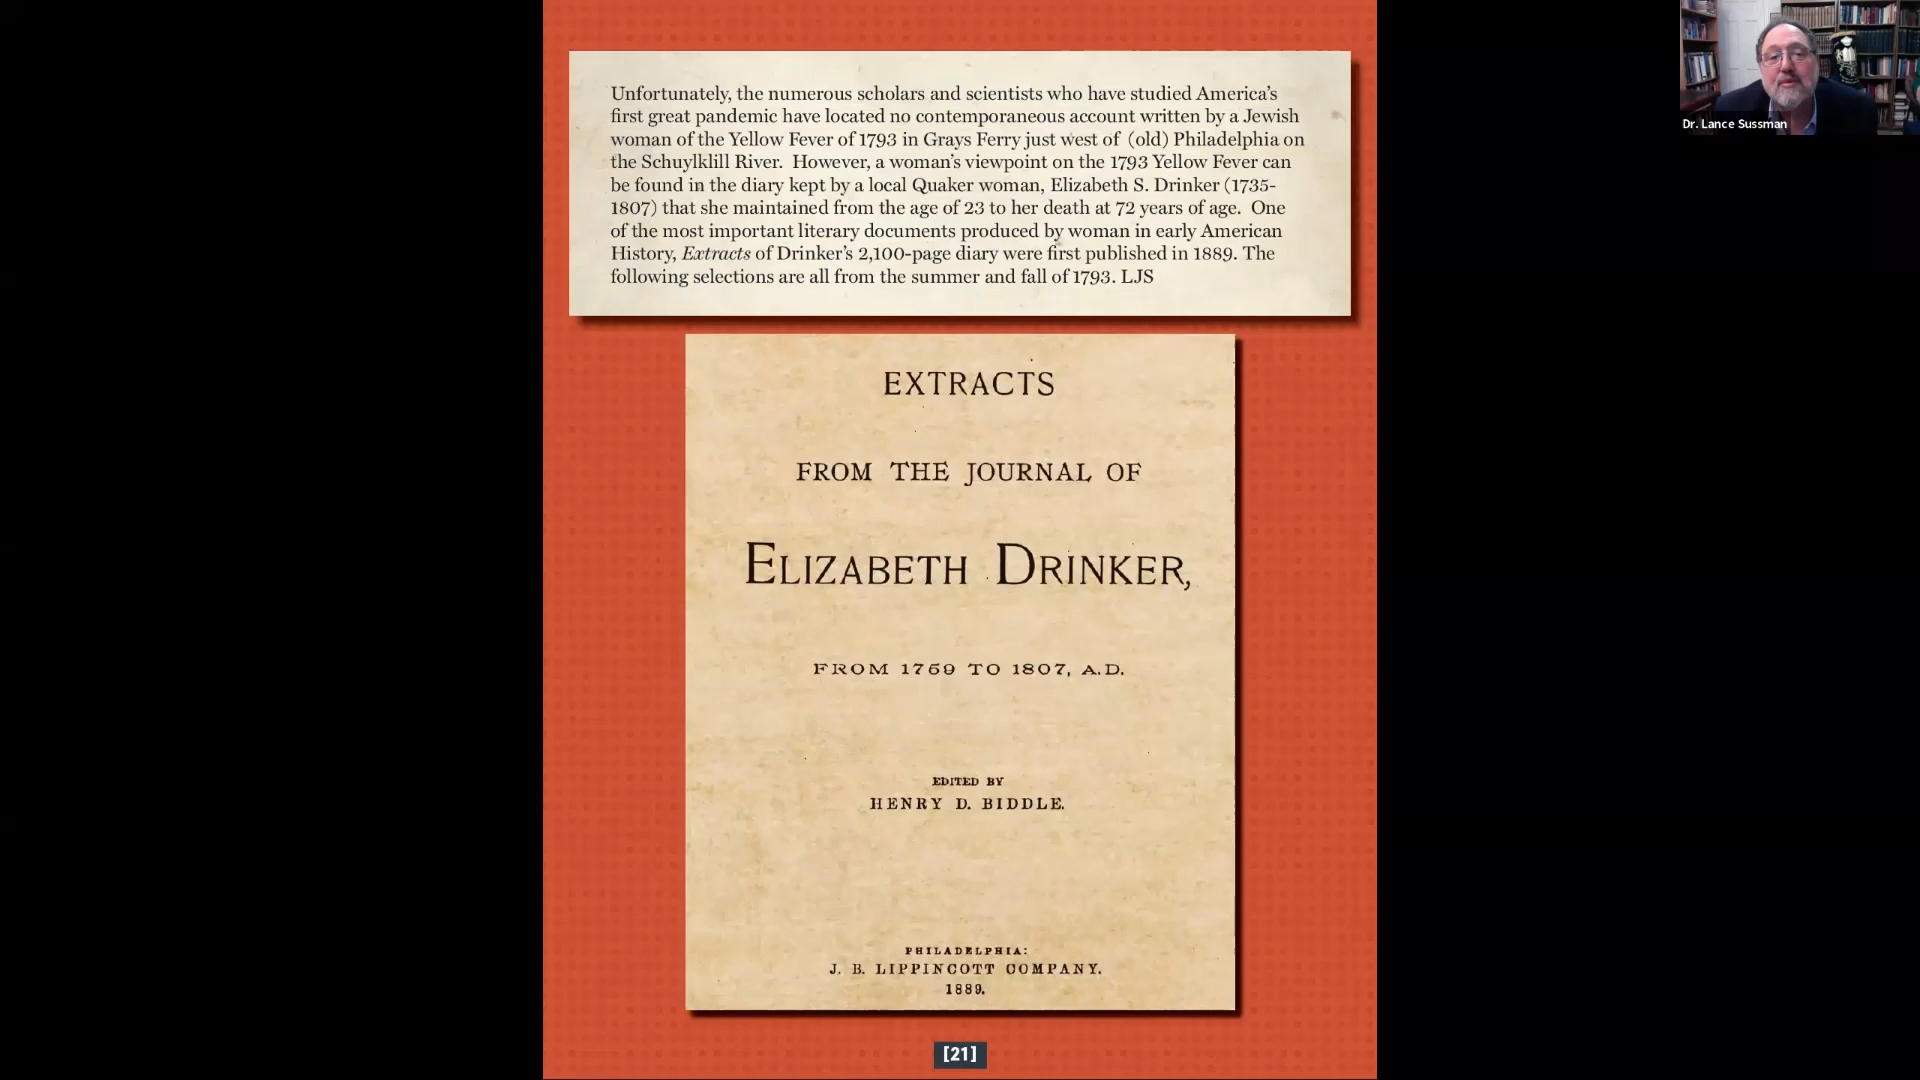 Unfortunately, the numerous scholars and scientists who have studied America's
first great pandemic have located no contemporaneous account written by a Jewish
woman of the Yellow Fever of 1793 in Grays Ferry just west of (old) Philadelphia on
the Schuylklill River. However, a woman's viewpoint on the 1793 Yellow Fever can
be found in the diary kept by a local Quaker woman, Elizabeth S. Drinker (1735-
1807) that she maintained from the age of 23 to her death at 72 years of age. One
of the most important literary documents produced by woman in early American
History, Extracts of Drinker's 2,100-page diary were first published in 1889. The
following selections are all from the summer and fall of 1793. LJS
EXTRACTS
FROM THE JOURNAL OF
ELIZABETH DRINKER,
FROM 1759 TO 1807, A.D.
EDITED BY
HENRY D. BIDDLE.
PHILADELPHIA:
J. B. LIPPINCOTT COMPANY.
1889.
[21]
Dr. Lance Sussman